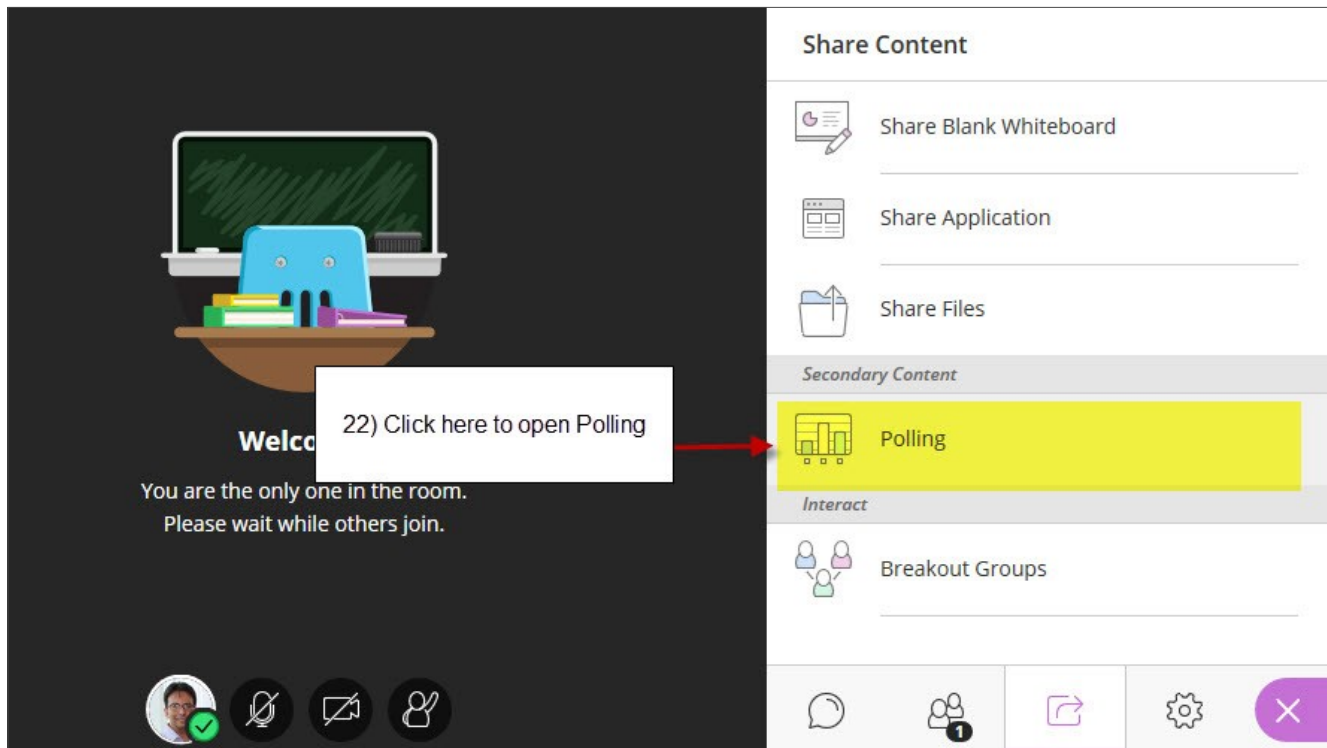 Share Content
Share Blank Whiteboard
Share Application
Share Files
Secondary Content
22) Click here to open Polling
Polling
Welco
You are the only one in the room.
Please wait while others join.
Interact
Breakout Groups
1